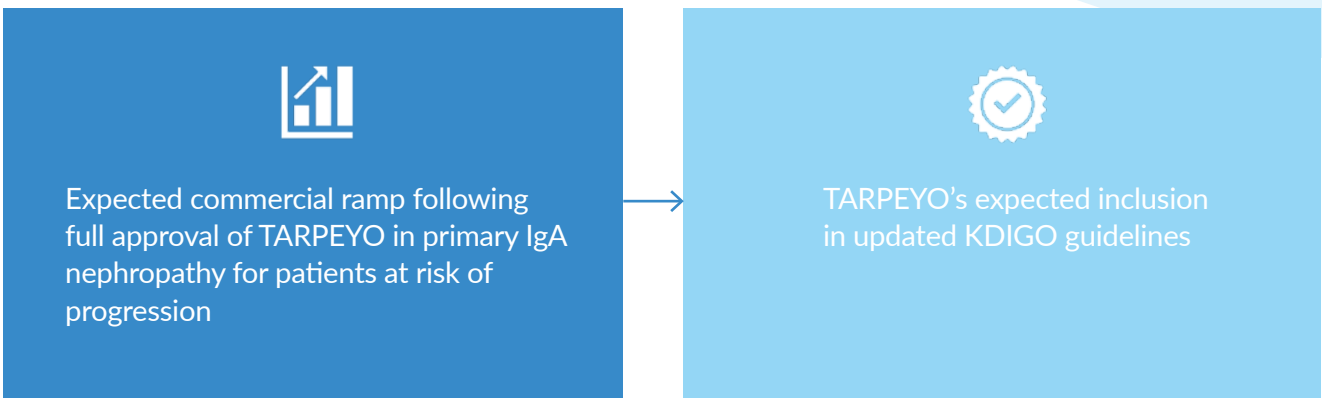 Expected commercial ramp following
full approval of TARPEYO in primary IgA
nephropathy for patients at risk of
progression
TARPEYO’s expected inclusion
in updated KDIGO guidelines